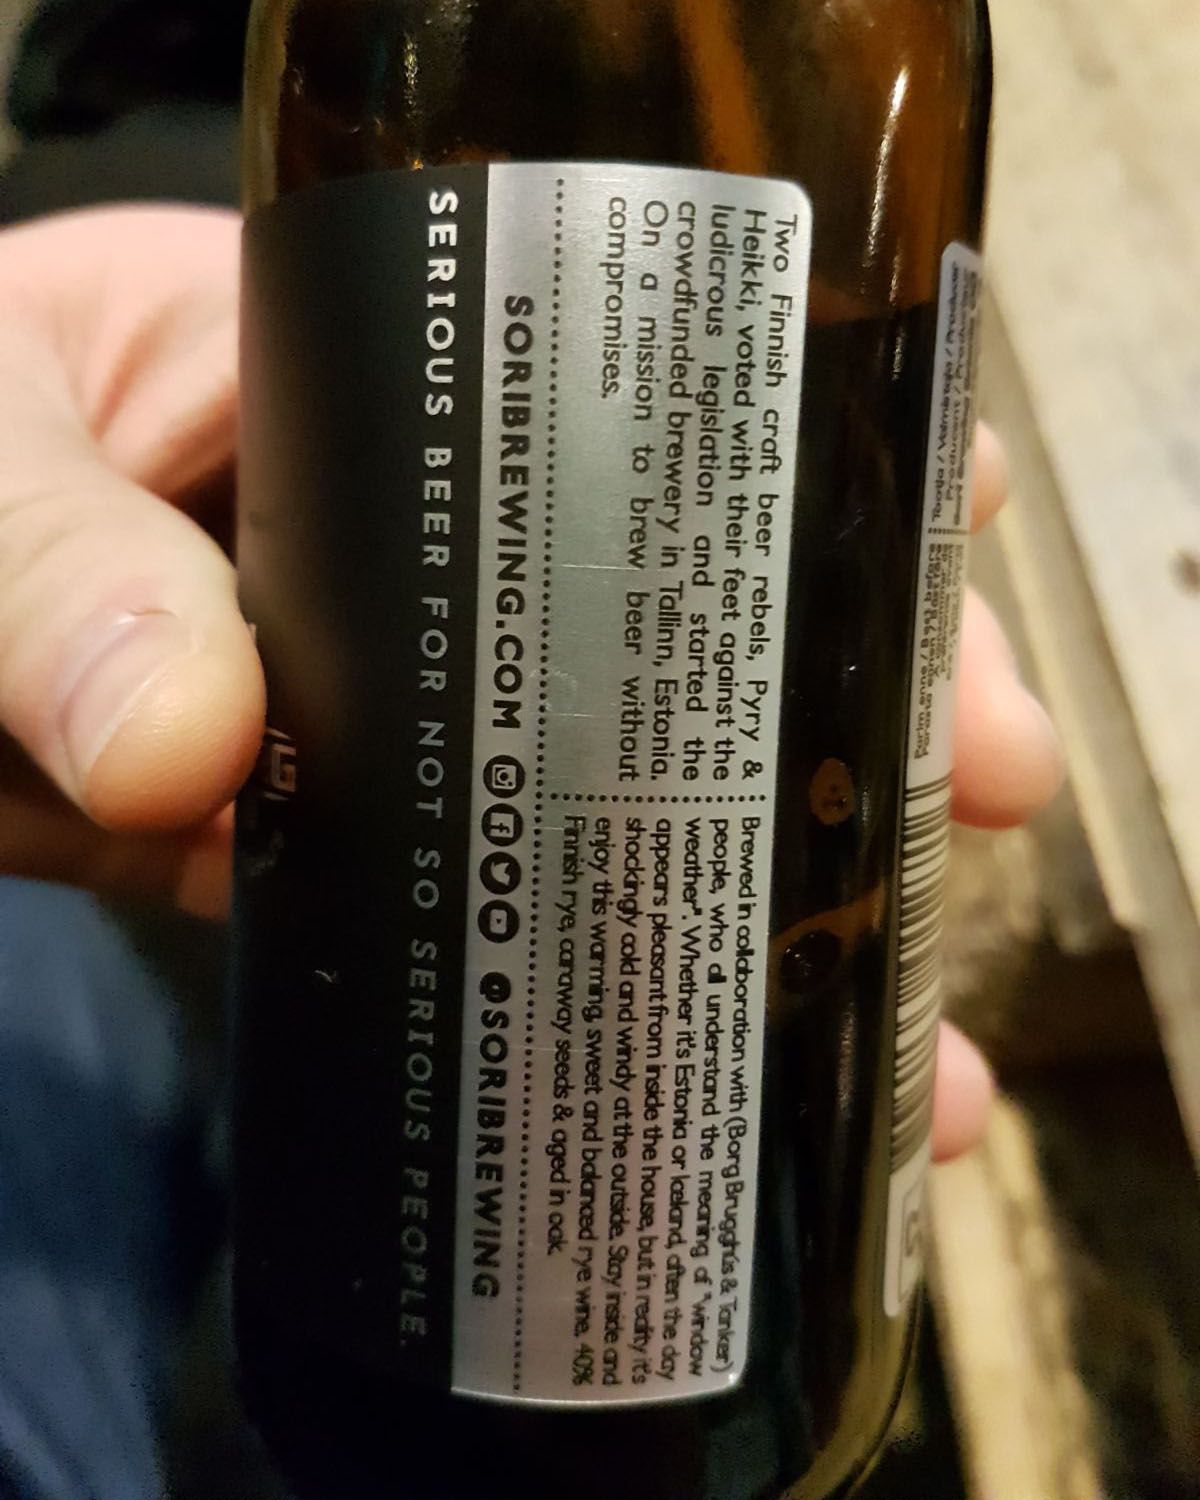 Two Finnish craft beer rebels, Pyry &
Heikki, voted with their feet against the
ludicrous legislation and started the
crowdfunded brewery in Tallinn, Estonia.
On a mission to brew beer without
compromises.
Brewed in collaboration with (Borg Brugghús & Tanker)
people, who all understand the meaning of "window
weather". Whether it's Estonia or Iceland, often the day
appears pleasant from inside the house, but in reality it's
shockingly cold and windy at the outside. Stay inside and
enjoy this warming, sweet and balanced rye wine. 40%
Finnish rye, caraway seeds & aged in oak.
SORIBREWING.COM @SORIBREWING
SERIOUS BEER FOR NOT SO SERIOUS PEOPLE.